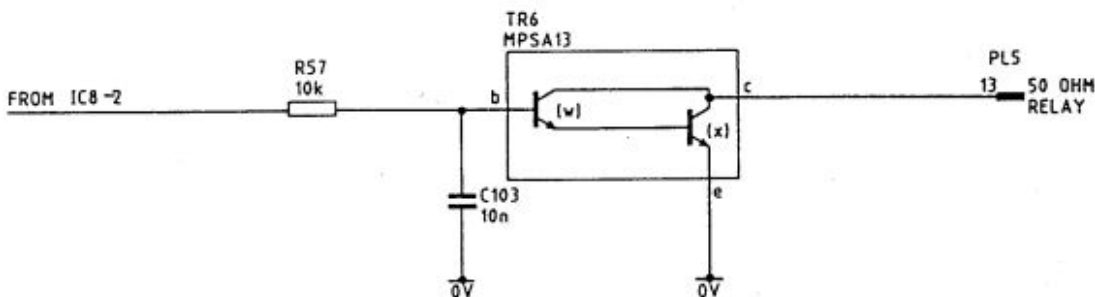 TR6
MPSA13
R57
10k
PL5
FROM IC8-2
b
(w)
(x)
c
13
50 OHM
RELAY
C103
10n
e
0V
0V